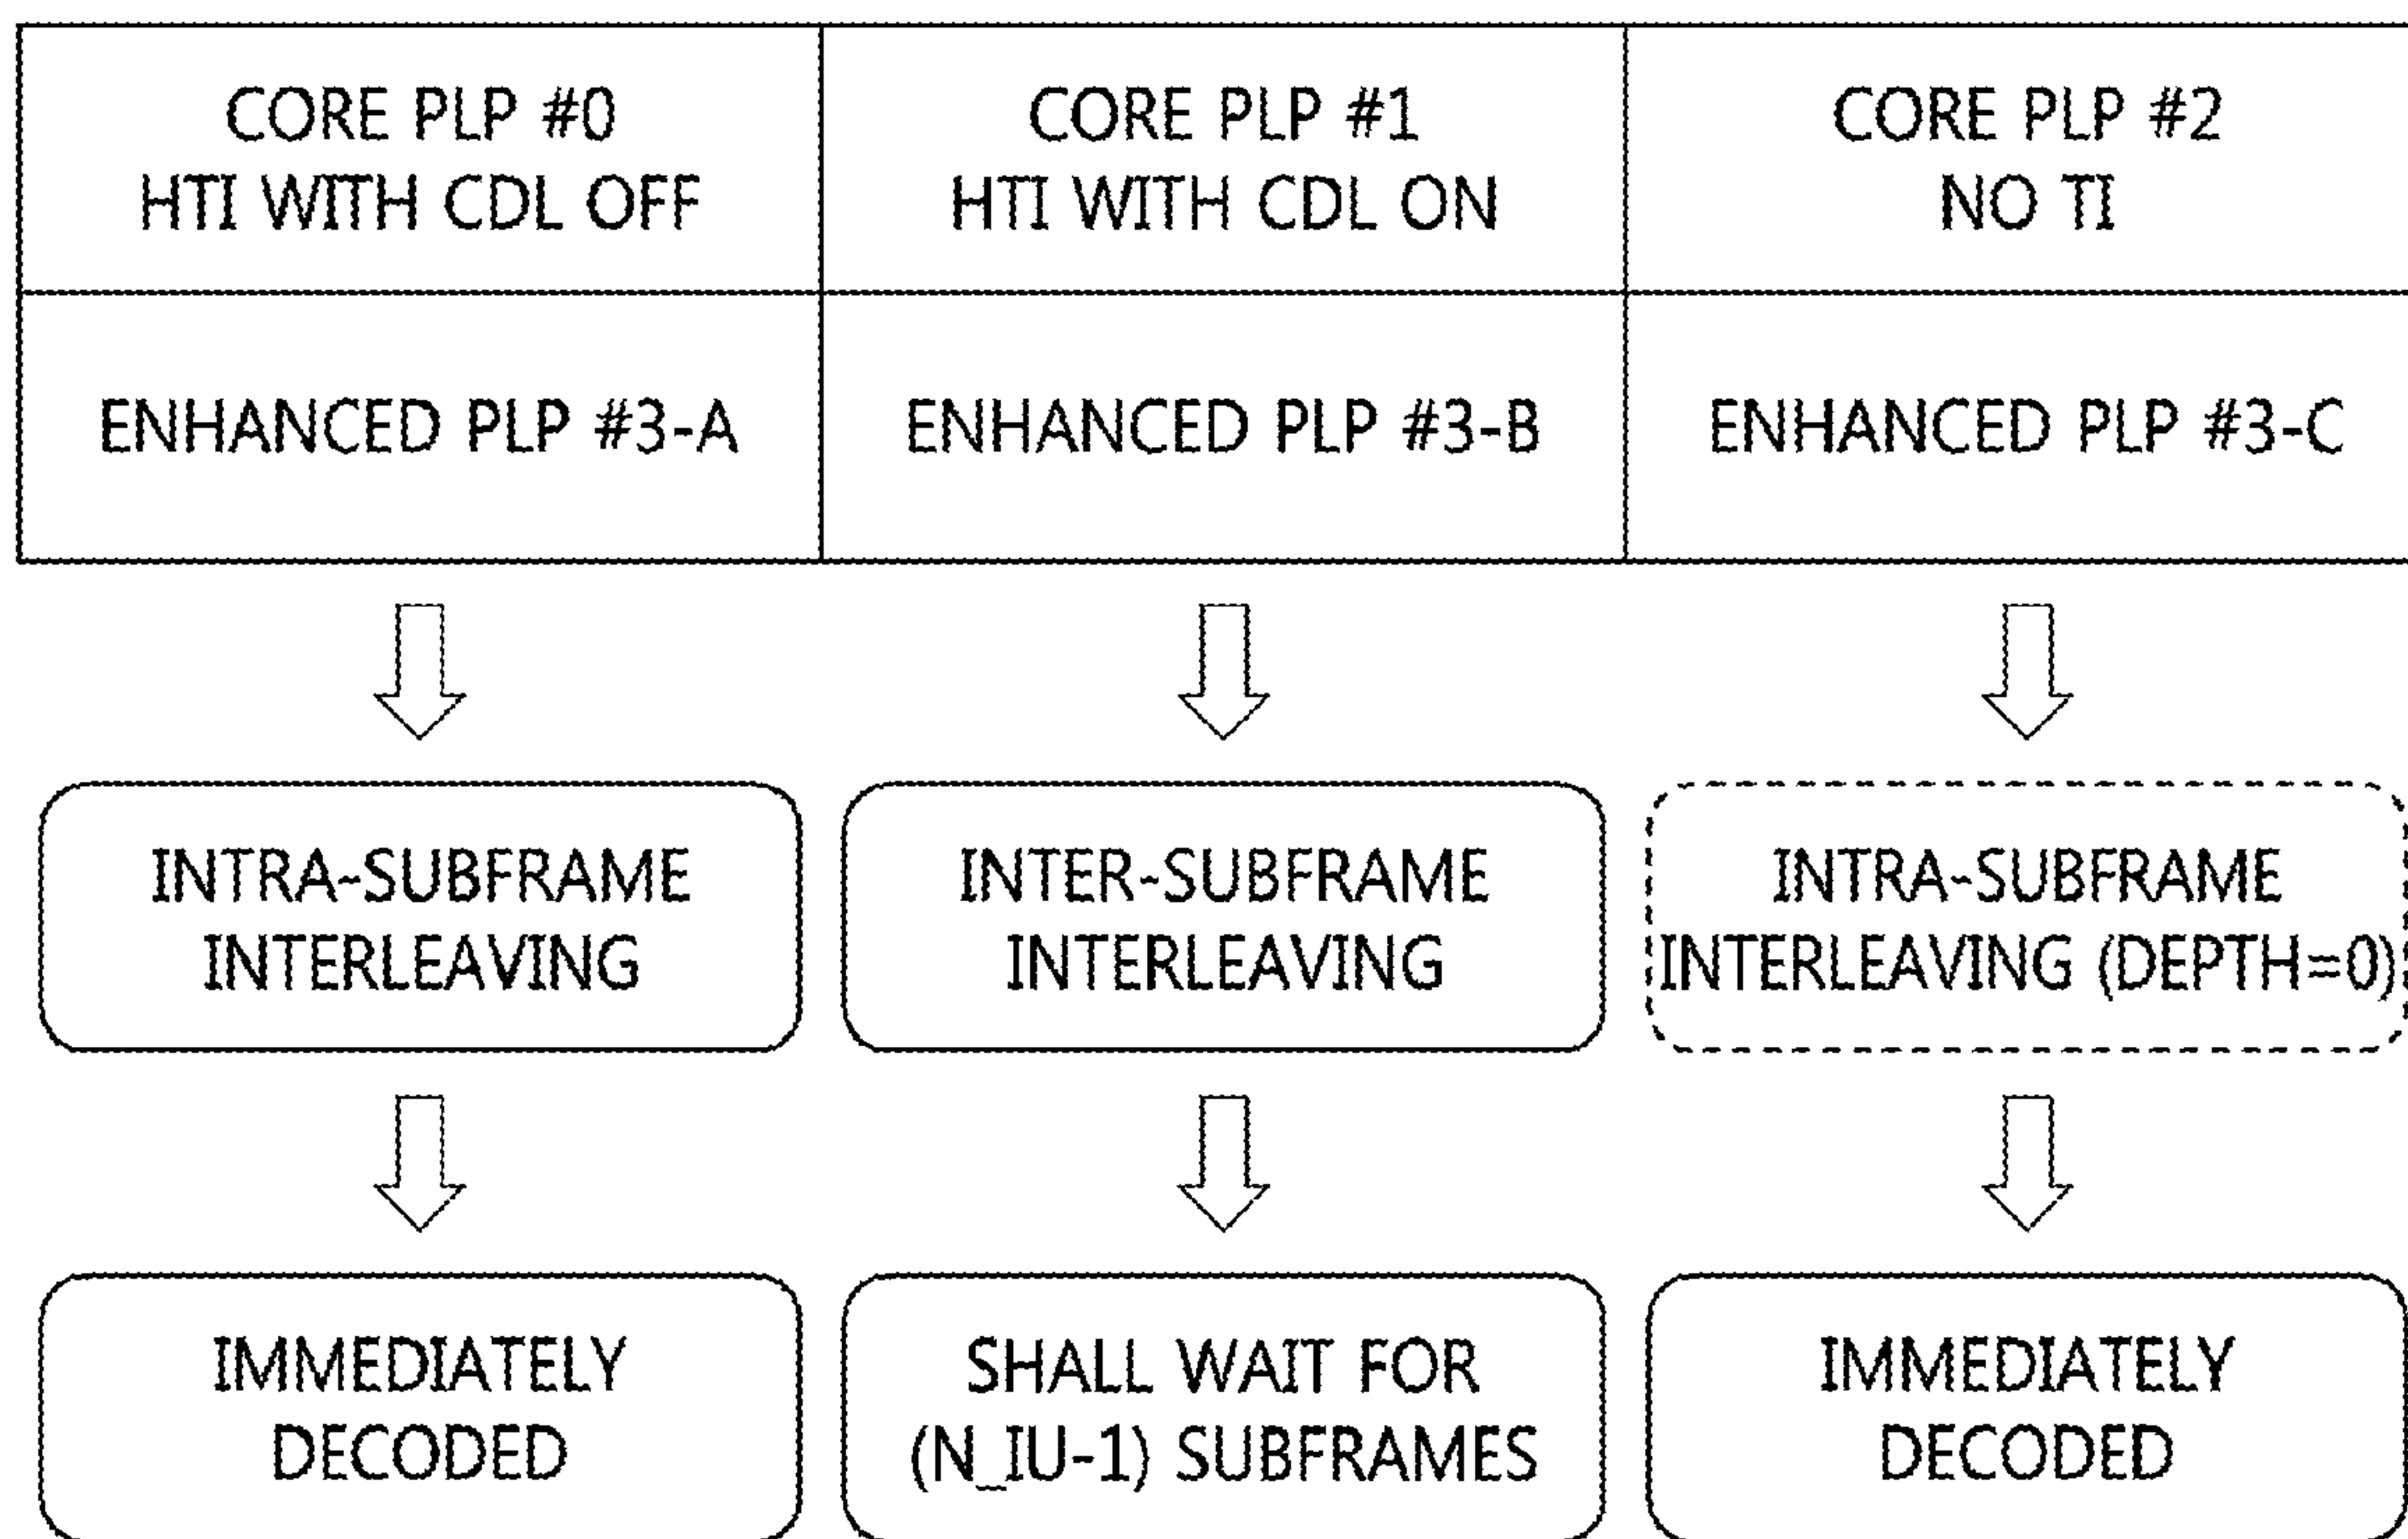 CORE PLP #0
HTI WITH CDL OFF
CORE PLP #1
HTI WITH CDL ON
CORE PLP #2
NO TI
ENHANCED PLP #3-A
ENHANCED PLP #3-B
ENHANCED PLP #3-C
INTRA-SUBFRAME
INTERLEAVING
INTER-SUBFRAME
INTERLEAVING
INTRA-SUBFRAME
INTERLEAVING (DEPTH=0)
IMMEDIATELY
DECODED
SHALL WAIT FOR
(N_IU-1) SUBFRAMES
IMMEDIATELY
DECODED